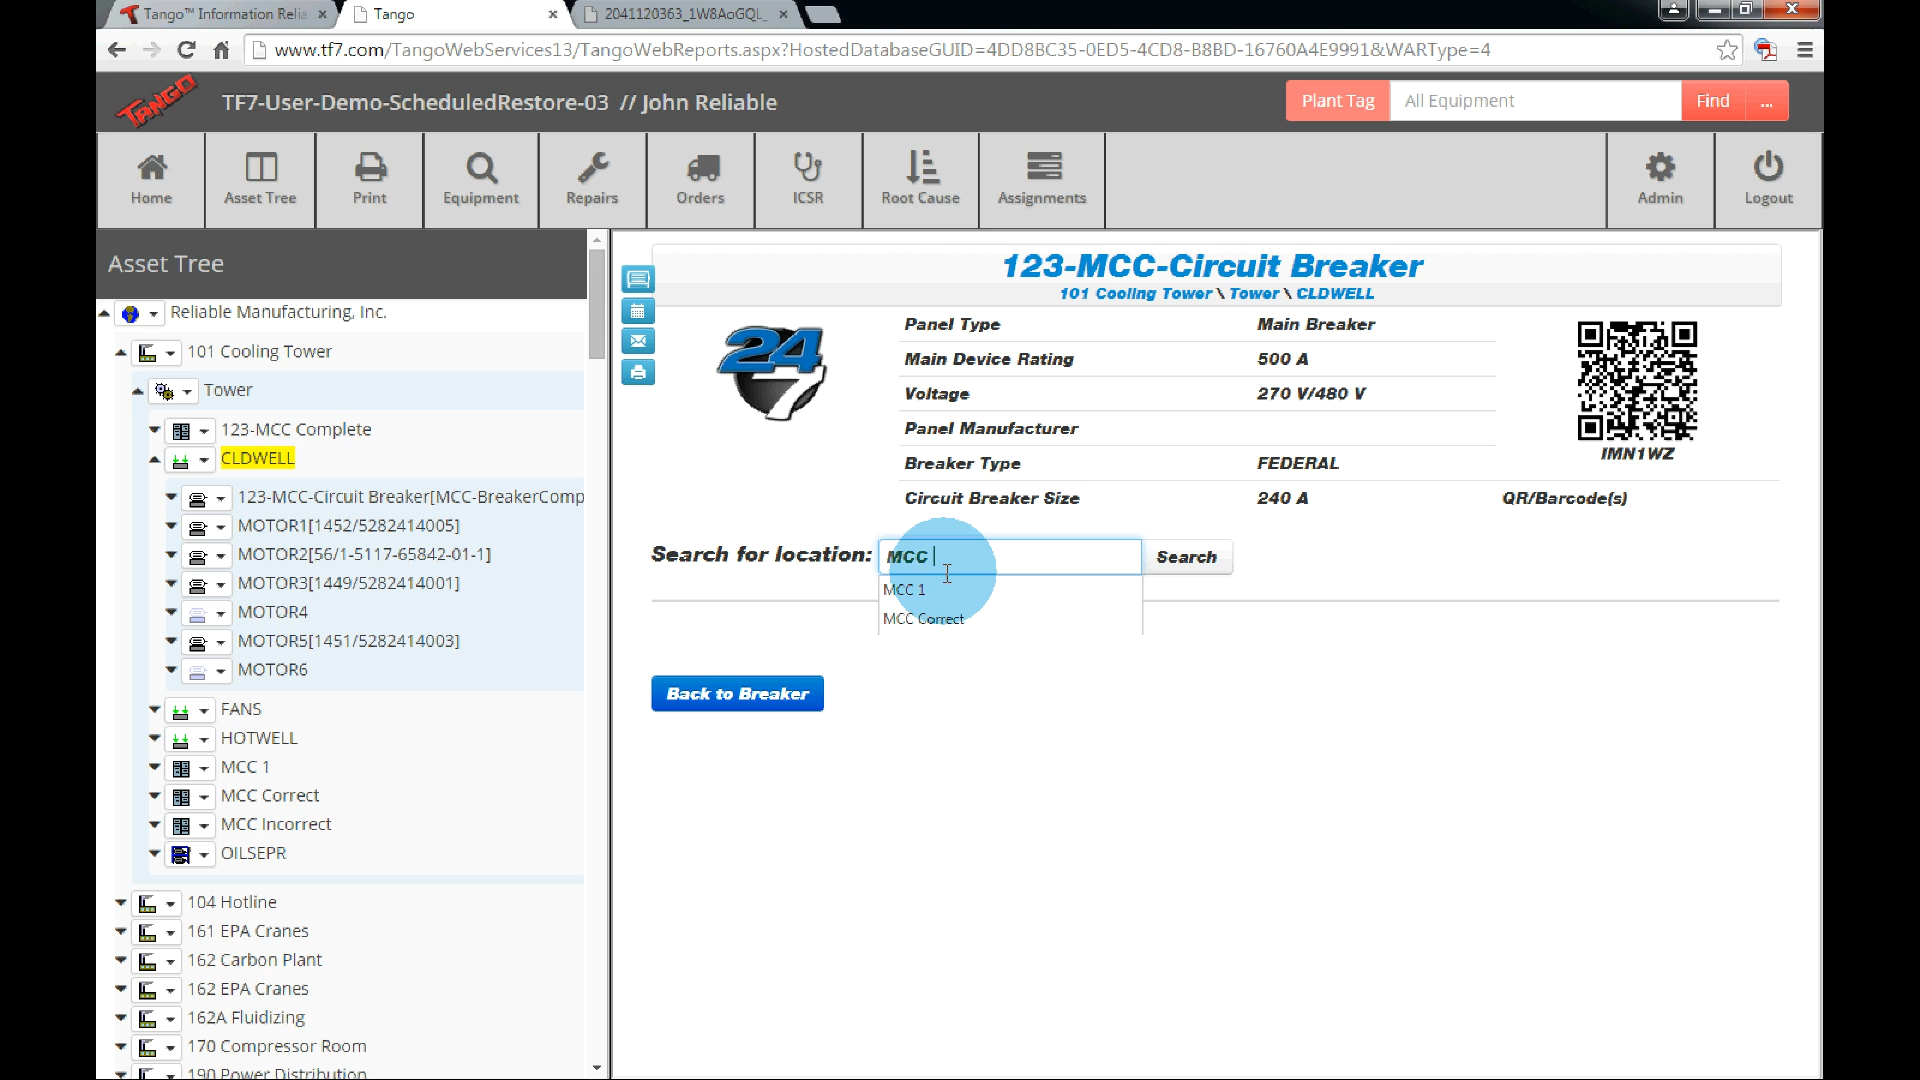 Tango™ Information Relia
Tango
2041120363_1W8AoGQL_
www.tf7.com/TangoWebServices13/TangoWebReports.aspx?HostedDatabaseGUID=4DD8BC35-0ED5-4CD8-B8BD-16760A4E9991&WARType=4
TANGO
TF7-User-Demo-ScheduledRestore-03 // John Reliable
Plant Tag
All Equipment
Find
...
Home
Asset Tree
Print
Equipment
Repairs
Orders
ICSR
Root Cause
Assignments
Admin
Logout
Asset Tree
Reliable Manufacturing, Inc.
101 Cooling Tower
Tower
123-MCC Complete
CLDWELL
123-MCC-Circuit Breaker[MCC-BreakerComp
MOTOR1[1452/5282414005]
MOTOR2[56/1-5117-65842-01-1]
MOTOR3[1449/5282414001]
MOTOR4
MOTOR5[1451/5282414003]
MOTOR6
FANS
HOTWELL
MCC 1
MCC Correct
MCC Incorrect
OILSEPR
104 Hotline
161 EPA Cranes
162 Carbon Plant
162 EPA Cranes
162A Fluidizing
170 Compressor Room
190 Power Distribution
123-MCC-Circuit Breaker
101 Cooling Tower \ Tower \ CLDWELL
24
7
Panel Type Main Breaker
Main Device Rating 500 A
Voltage 270 V/480 V
Panel Manufacturer
Breaker Type FEDERAL
Circuit Breaker Size 240 A
IMN1WZ
QR/Barcode(s)
Search for location: MCC
Search
MCC 1
MCC Correct
Back to Breaker